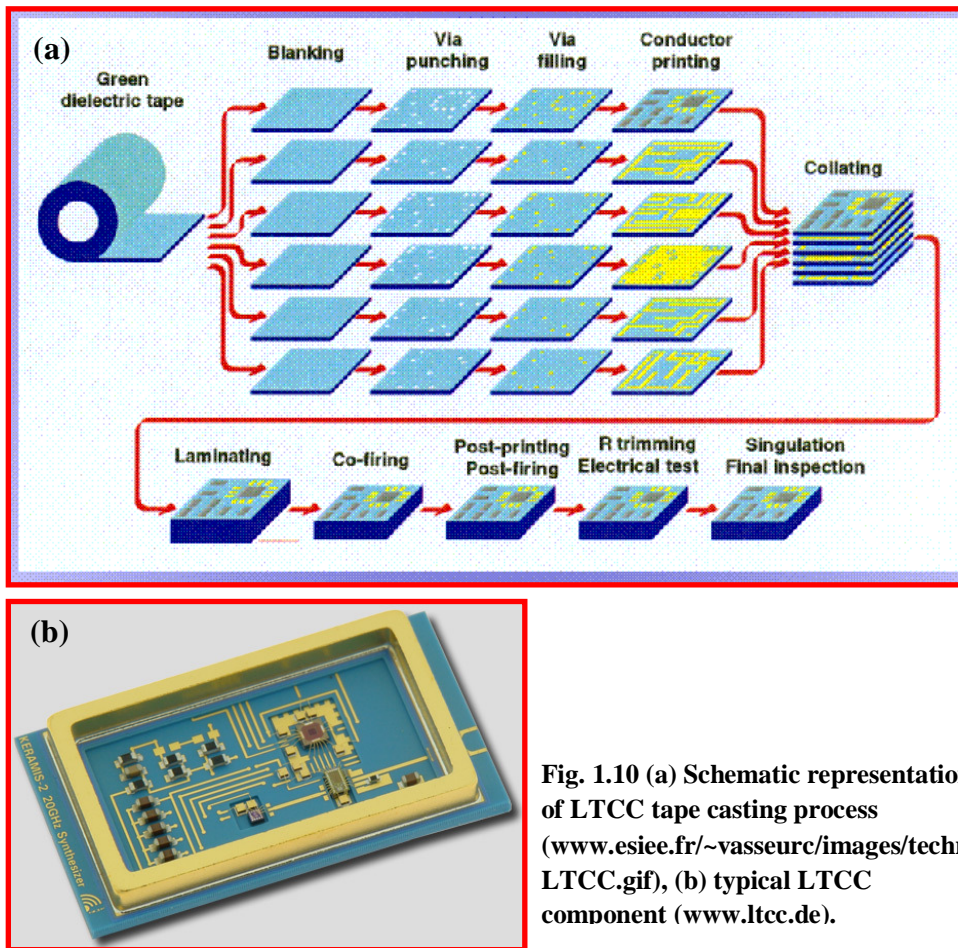 (a)
Green
dielectric tape
Blanking
Via
punching
Via
filling
Conductor
printing
Collating
Laminating
Co-firing
Post-printing
Post-firing
R trimming
Electrical test
Singulation
Final inspection
(b)
KERAMIS-2 20GHz Synthesizer
Fig. 1.10 (a) Schematic representatio
of LTCC tape casting process
(www.esiee.fr/~vasseurc/images/techn
LTCC.gif), (b) typical LTCC
component (www.ltcc.de).